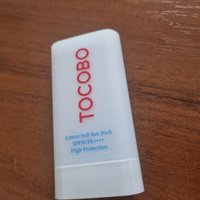 TOCOBO
Cotton Soft Sun Stick
SPF50 PA++++
High Protection